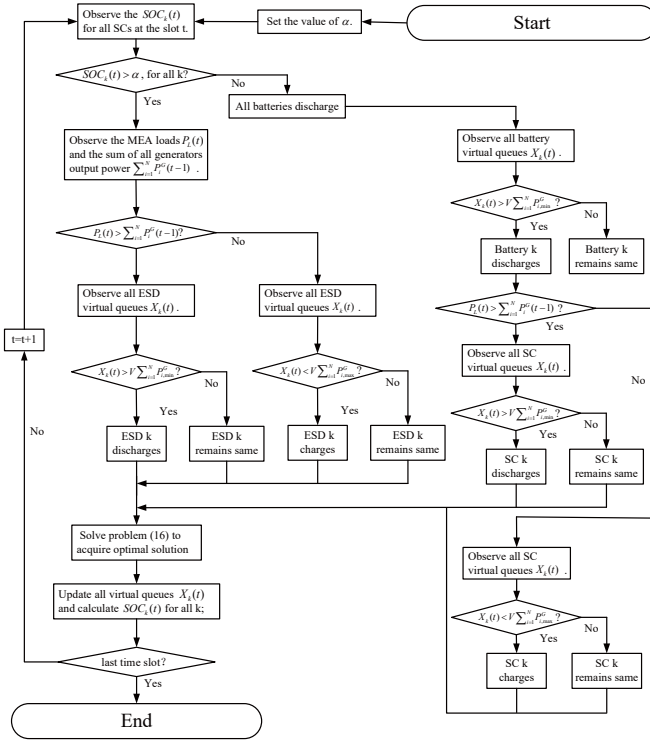 Start
Set the value of α.
Observe the SOC_k(t)
for all SCs at the slot t.
SOC_k(t) > α , for all k?
No
Yes
All batteries discharge
Observe the MEA loads P_L(t)
and the sum of all generators
output power ∑_{i=1}^N P_i^G(t−1) .
P_L(t) > ∑_{i=1}^N P_i^G(t−1)?
No
Yes
Observe all ESD
virtual queues X_k(t) .
X_k(t) > V∑_{i=1}^N P_{i,min}^G ?
No
Yes
ESD k
discharges
ESD k
remains same
Observe all ESD
virtual queues X_k(t) .
X_k(t) < V∑_{i=1}^N P_{i,max}^G ?
No
Yes
ESD k
charges
ESD k
remains same
Observe all battery
virtual queues X_k(t) .
X_k(t) > V∑_{i=1}^N P_{i,min}^G ?
No
Yes
Battery k
discharges
Battery k
remains same
P_L(t) > ∑_{i=1}^N P_i^G(t−1) ?
Yes
No
Observe all SC
virtual queues X_k(t) .
X_k(t) > V∑_{i=1}^N P_{i,min}^G ?
No
Yes
SC k
discharges
SC k
remains same
Observe all SC
virtual queues X_k(t) .
X_k(t) < V∑_{i=1}^N P_{i,max}^G ?
No
Yes
SC k
charges
SC k
remains same
Solve problem (16) to
acquire optimal solution
Update all virtual queues X_k(t)
and calculate SOC_k(t) for all k;
last time slot?
No
t=t+1
Yes
End